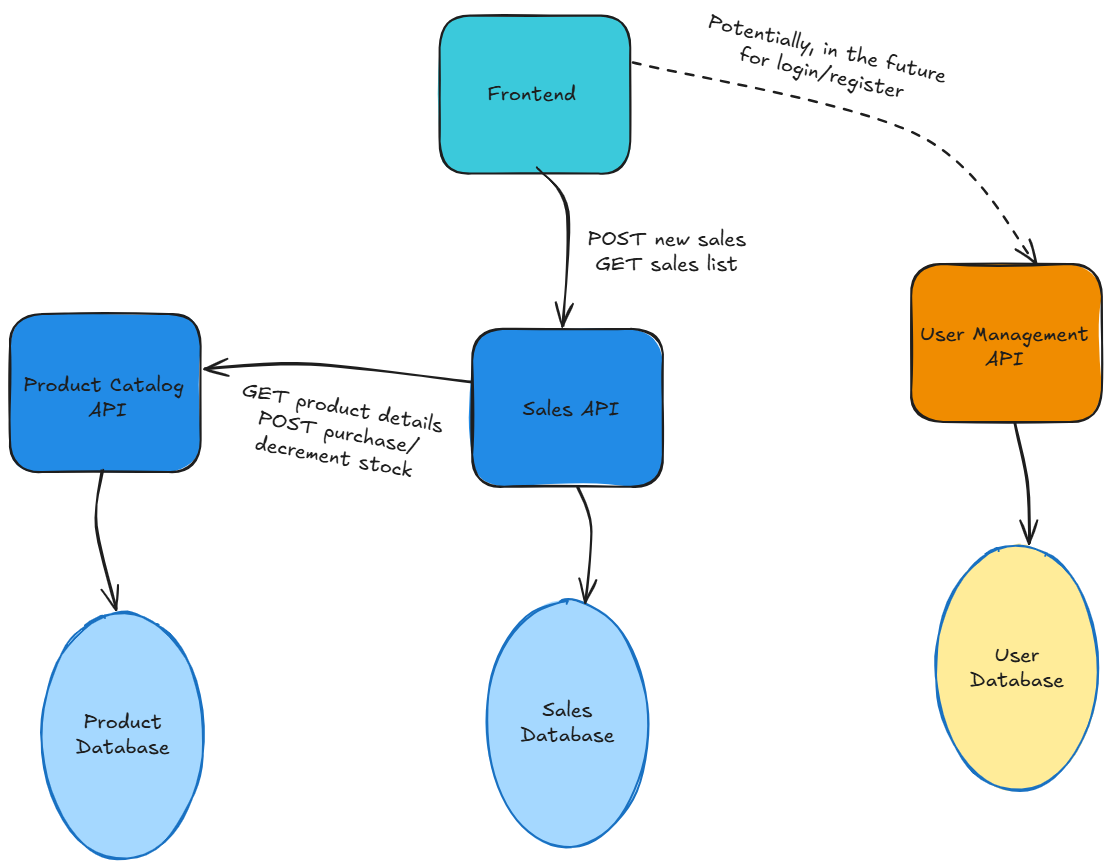 Potentially, in the future
for login/register
Frontend
POST new sales
GET sales list
User Management
API
Product Catalog
API
GET product details
POST purchase/
decrement stock
Sales API
User
Database
Product
Database
Sales
Database